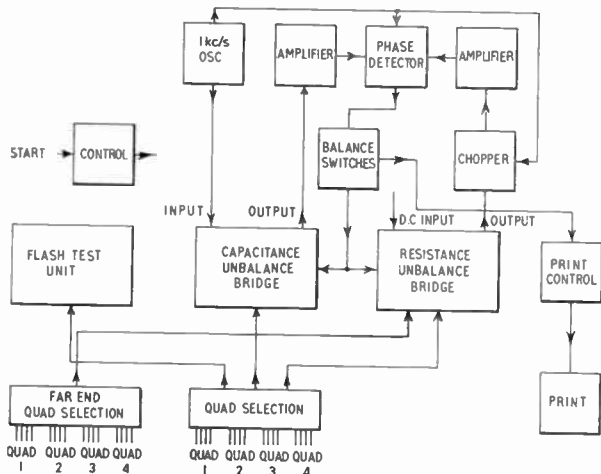 1kc/s
OSC
AMPLIFIER
PHASE
DETECTOR
AMPLIFIER
START
CONTROL
BALANCE
SWITCHES
CHOPPER
INPUT
OUTPUT
D.C INPUT
OUTPUT
FLASH TEST
UNIT
CAPACITANCE
UNBALANCE
BRIDGE
RESISTANCE
UNBALANCE
BRIDGE
PRINT
CONTROL
FAR END
QUAD SELECTION
QUAD SELECTION
PRINT
QUAD QUAD QUAD QUAD
1 2 3 4
QUAD QUAD QUAD QUAD
1 2 3 4